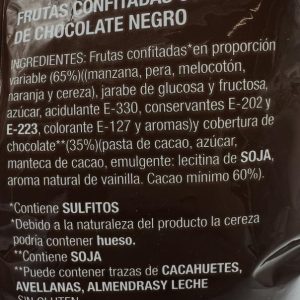 FRUTAS CONFITADAS
DE CHOCOLATE NEGRO
INGREDIENTES: Frutas confitadas*en proporción
variable (65%)((manzana, pera, melocotón,
naranja y cereza), jarabe de glucosa y fructosa,
azúcar, acidulante E-330, conservantes E-202 y
E-223, colorante E-127 y aromas)y cobertura de
chocolate**(35%)(pasta de cacao, azúcar,
manteca de cacao, emulgente: lecitina de SOJA,
aroma natural de vainilla. Cacao mínimo 60%).
*Contiene SULFITOS
*Debido a la naturaleza del producto la cereza
podría contener hueso.
**Contiene SOJA
**Puede contener trazas de CACAHUETES,
AVELLANAS, ALMENDRASY LECHE
SIN GLUTEN